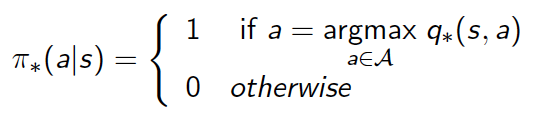 π∗(a|s) = { 1 if a = argmax q∗(s, a)
a∈𝒜
0 otherwise